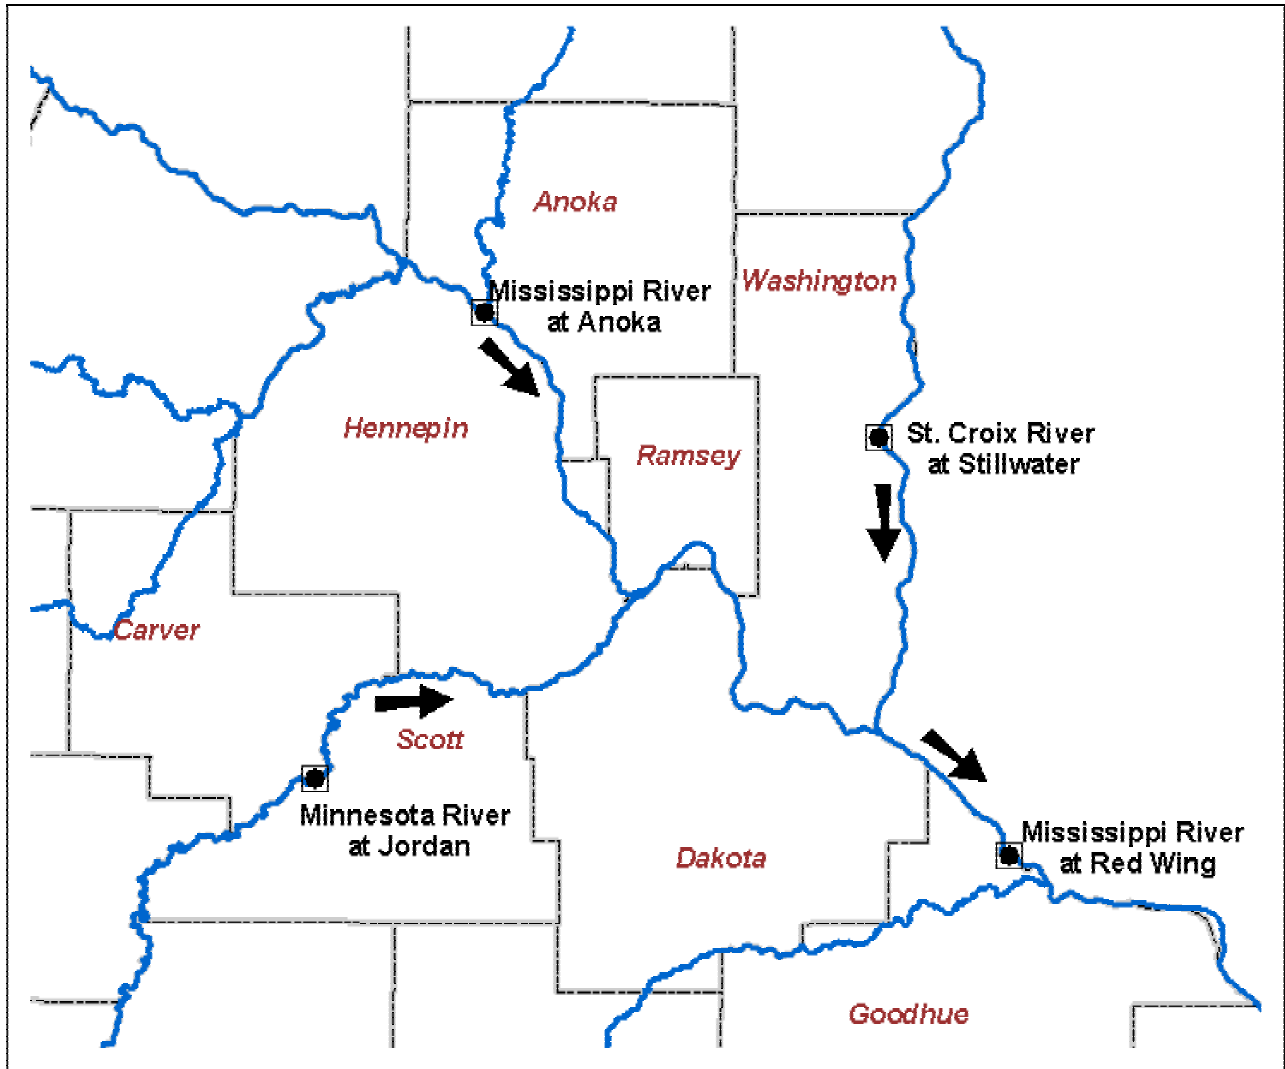 Anoka
Washington
Mississippi River
at Anoka
Hennepin
Ramsey
St. Croix River
at Stillwater
Carver
Scott
Minnesota River
at Jordan
Dakota
Mississippi River
at Red Wing
Goodhue